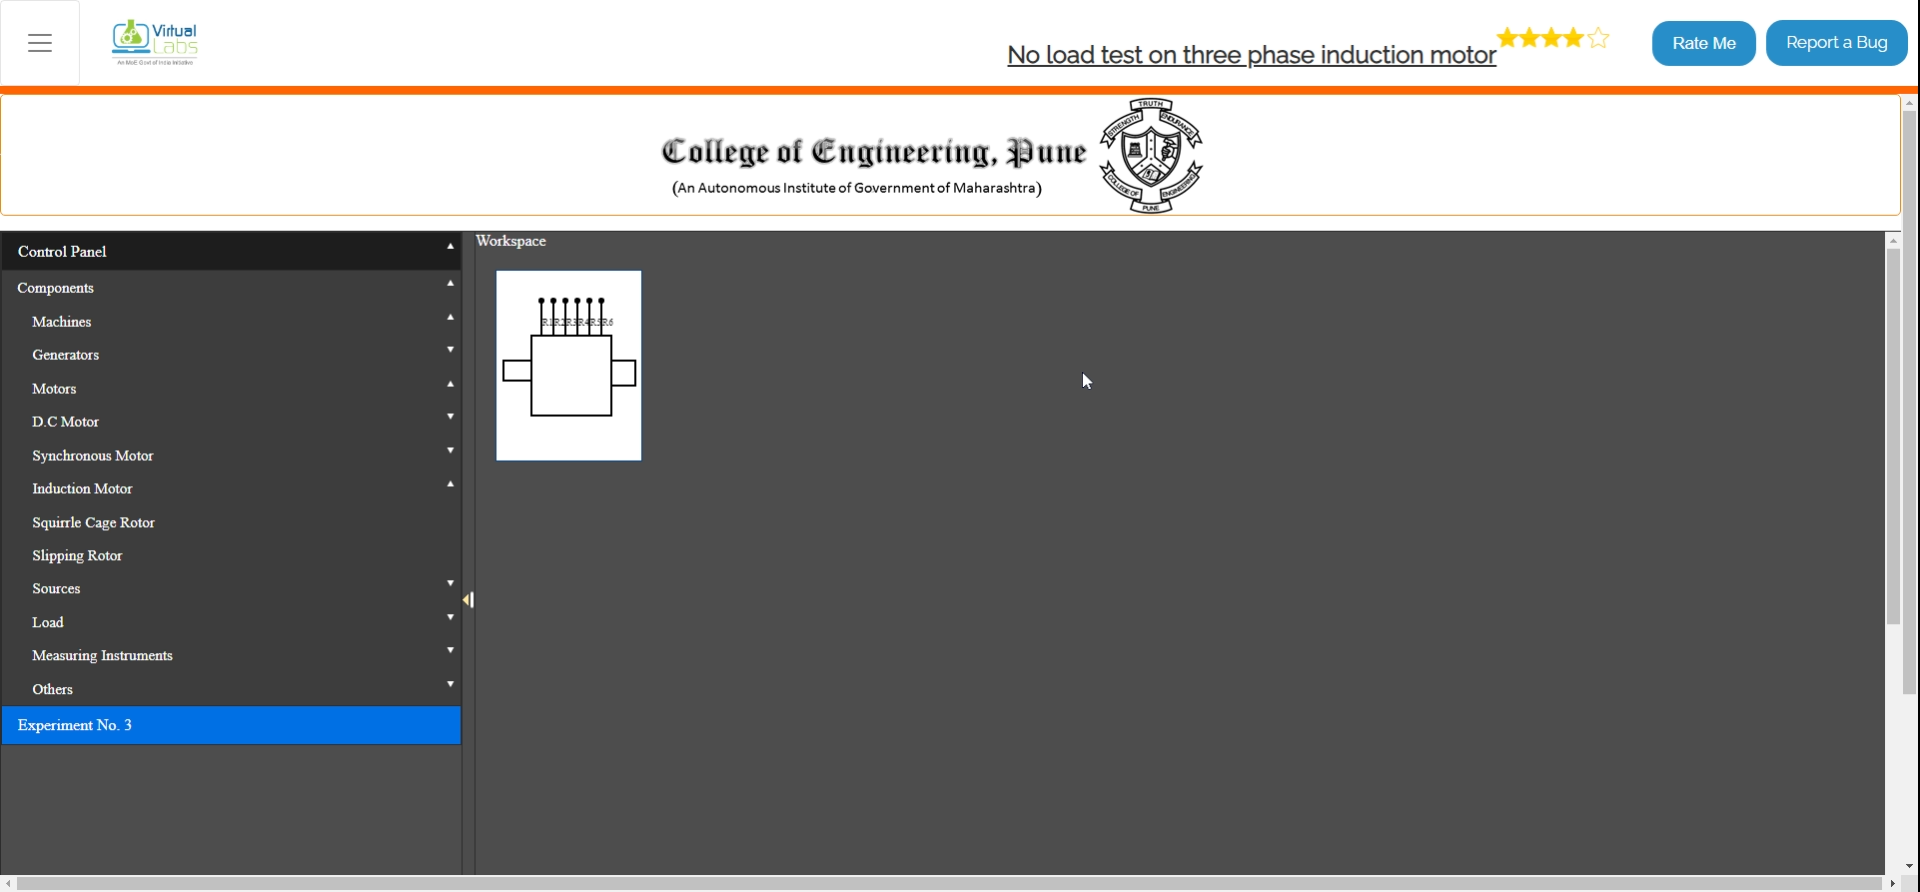 Virtual
Labs
An MoE Govt of India Initiative
No load test on three phase induction motor
Rate Me
Report a Bug
College of Engineering, Pune
(An Autonomous Institute of Government of Maharashtra)
TRUTH
STRENGTH
ENDURANCE
COLLEGE OF
ENGINEERING
PUNE
Control Panel
Components
Machines
Generators
Motors
D.C Motor
Synchronous Motor
Induction Motor
Squirrle Cage Rotor
Slipping Rotor
Sources
Load
Measuring Instruments
Others
Experiment No. 3
Workspace
R1 R2 R3 R4 R5 R6